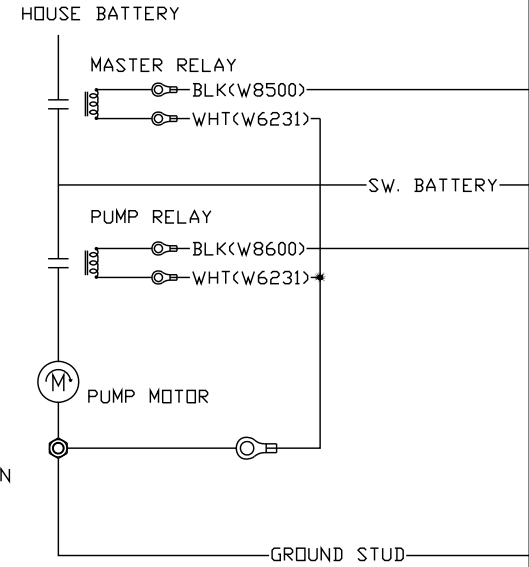 HOUSE BATTERY
MASTER RELAY
BLK(W8500)
WHT(W6231)
SW. BATTERY
PUMP RELAY
BLK(W8600)
WHT(W6231)
M
PUMP MOTOR
N
GROUND STUD